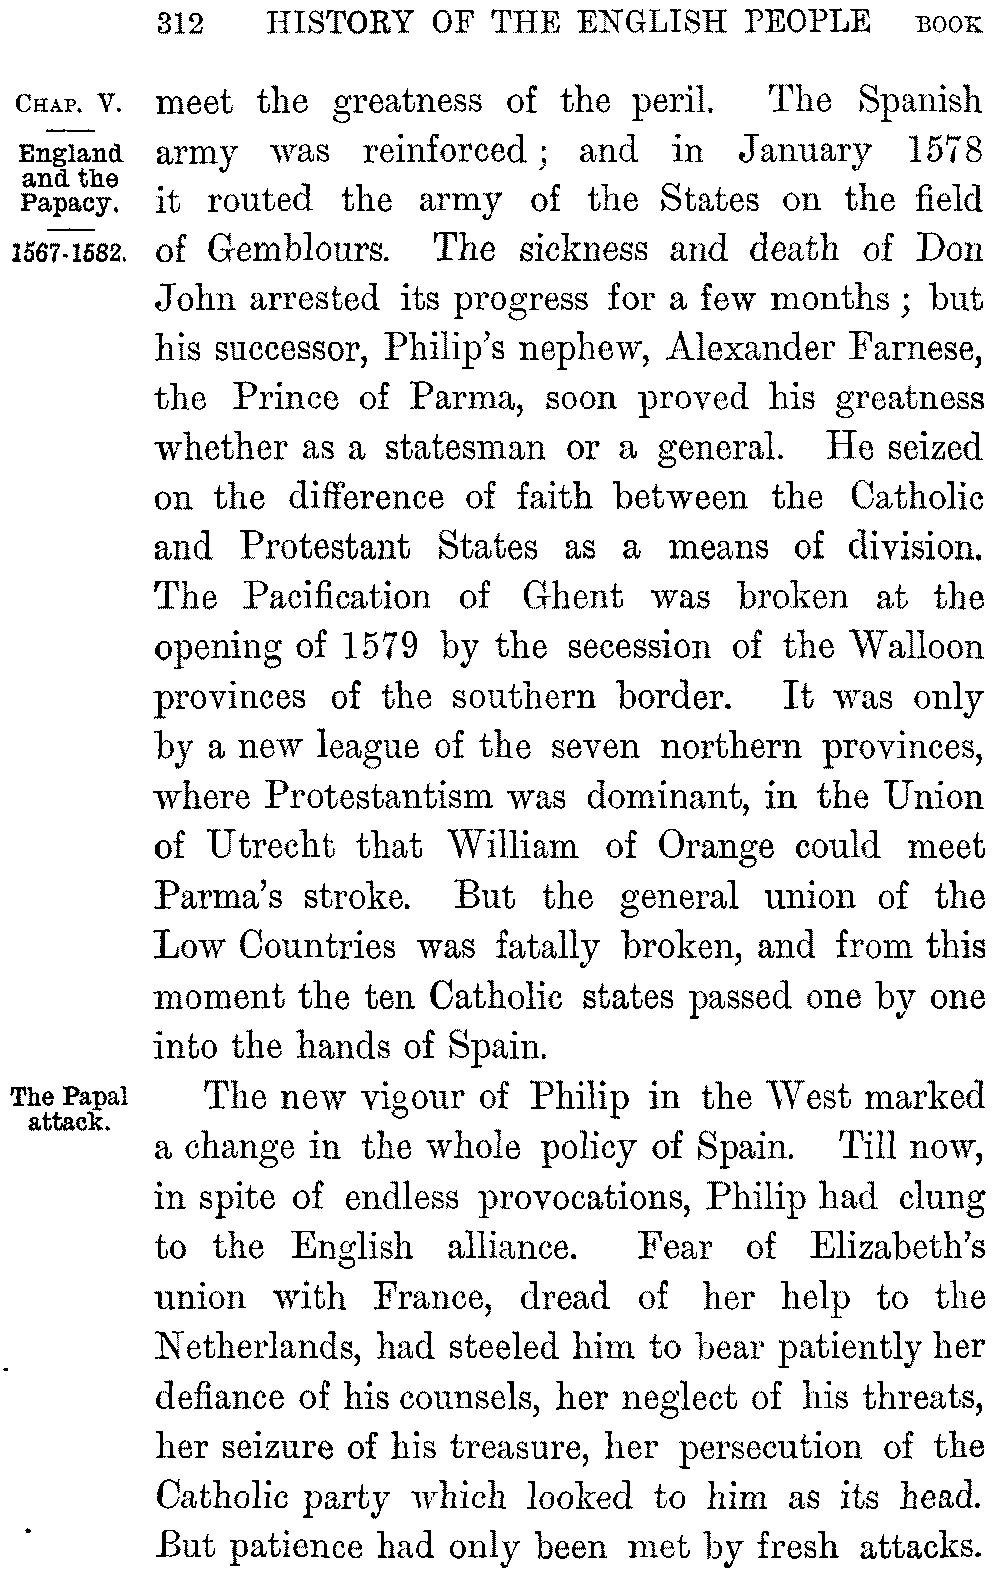 312 HISTORY OF THE ENGLISH PEOPLE BOOK
CHAP. V.
England
and the
Papacy.
1567-1582.
meet the greatness of the peril. The Spanish
army was reinforced ; and in January 1578
it routed the army of the States on the field
of Gemblours. The sickness and death of Don
John arrested its progress for a few months ; but
his successor, Philip's nephew, Alexander Farnese,
the Prince of Parma, soon proved his greatness
whether as a statesman or a general. He seized
on the difference of faith between the Catholic
and Protestant States as a means of division.
The Pacification of Ghent was broken at the
opening of 1579 by the secession of the Walloon
provinces of the southern border. It was only
by a new league of the seven northern provinces,
where Protestantism was dominant, in the Union
of Utrecht that William of Orange could meet
Parma's stroke. But the general union of the
Low Countries was fatally broken, and from this
moment the ten Catholic states passed one by one
into the hands of Spain.
The Papal
attack.
The new vigour of Philip in the West marked
a change in the whole policy of Spain. Till now,
in spite of endless provocations, Philip had clung
to the English alliance. Fear of Elizabeth's
union with France, dread of her help to the
Netherlands, had steeled him to bear patiently her
defiance of his counsels, her neglect of his threats,
her seizure of his treasure, her persecution of the
Catholic party which looked to him as its head.
But patience had only been met by fresh attacks.